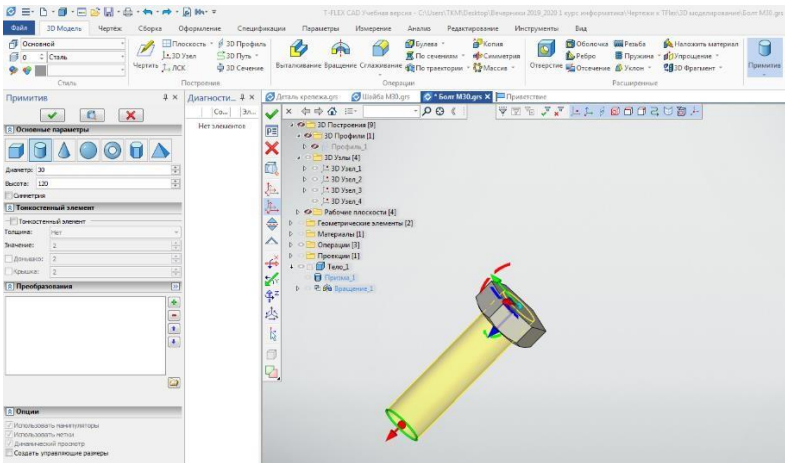 T-FLEX CAD Учебная версия - C:\Users\TKM\Desktop\Вечерники 2019_2020 1 курс информатика\Чертежи к TFlex\3D моделирование\Болт М30.grs
Файл 3D Модель Чертёж Сборка Оформление Спецификации Параметры Измерение Анализ Редактирование Инструменты Вид
Основной
0 Сталь
Стиль
Чертить
Плоскость
3D Узел
ЛСК
3D Профиль
3D Путь
3D Сечение
Построения
Выталкивание Вращение Сглаживание
Булева
По сечениям
По траектории
Копия
Симметрия
Массив
Операции
Отверстие
Оболочка
Ребро
Отсечение
Резьба
Пружина
Уклон
Наложить материал
Упрощение
3D Фрагмент
Расширенные
Примитив
Примитив
Основные параметры
Диаметр: 30
Высота: 120
Симметрия
Тонкостенный элемент
Тонкостенный элемент
Толщина: Нет
Значение: 2
Донышко: 2
Крышка: 2
Преобразования
Опции
Использовать манипуляторы
Использовать метки
Динамический просмотр
Создать управляющие размеры
Диагности...
Со... Эл...
Нет элементов
Деталь крепежа.grs Шайба М30.grs * Болт М30.grs Приветствие
3D Построения [9]
3D Профили [1]
Профиль_1
3D Узлы [4]
3D Узел_1
3D Узел_2
3D Узел_3
3D Узел_4
Рабочие плоскости [4]
Геометрические элементы [2]
Материалы [1]
Операции [3]
Проекции [1]
Тело_1
Призма_1
Вращение_1